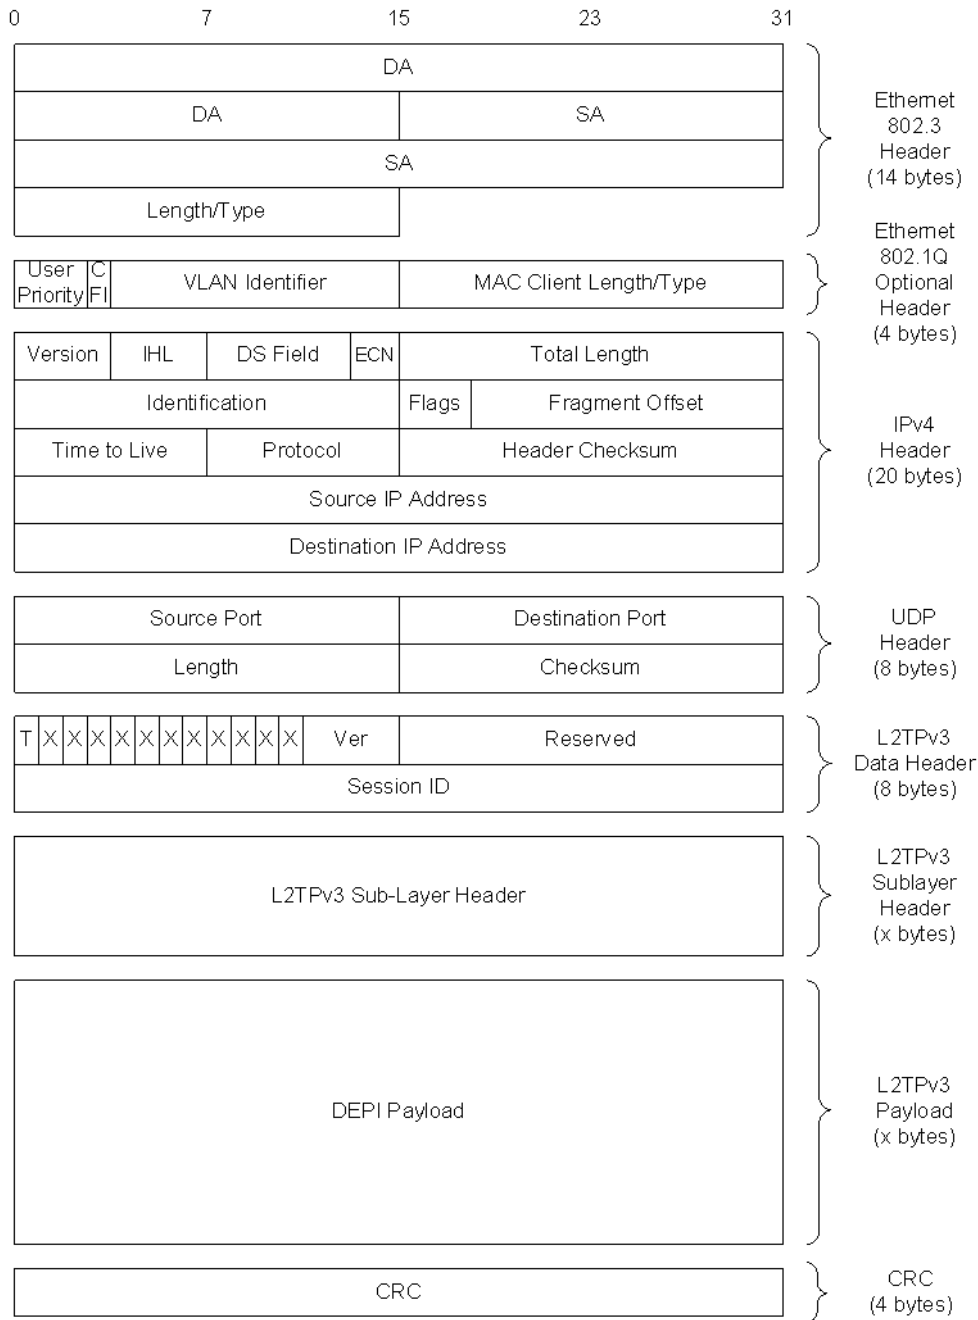 0 7 15 23 31
DA
DA SA
SA
Length/Type
Ethernet
802.3
Header
(14 bytes)
User
Priority
C
FI
VLAN Identifier MAC Client Length/Type
Ethernet
802.1Q
Optional
Header
(4 bytes)
Version IHL DS Field ECN Total Length
Identification Flags Fragment Offset
Time to Live Protocol Header Checksum
Source IP Address
Destination IP Address
IPv4
Header
(20 bytes)
Source Port Destination Port
Length Checksum
UDP
Header
(8 bytes)
T X X X X X X X X X X X Ver Reserved
Session ID
L2TPv3
Data Header
(8 bytes)
L2TPv3 Sub-Layer Header
L2TPv3
Sublayer
Header
(x bytes)
DEPI Payload
L2TPv3
Payload
(x bytes)
CRC
CRC
(4 bytes)